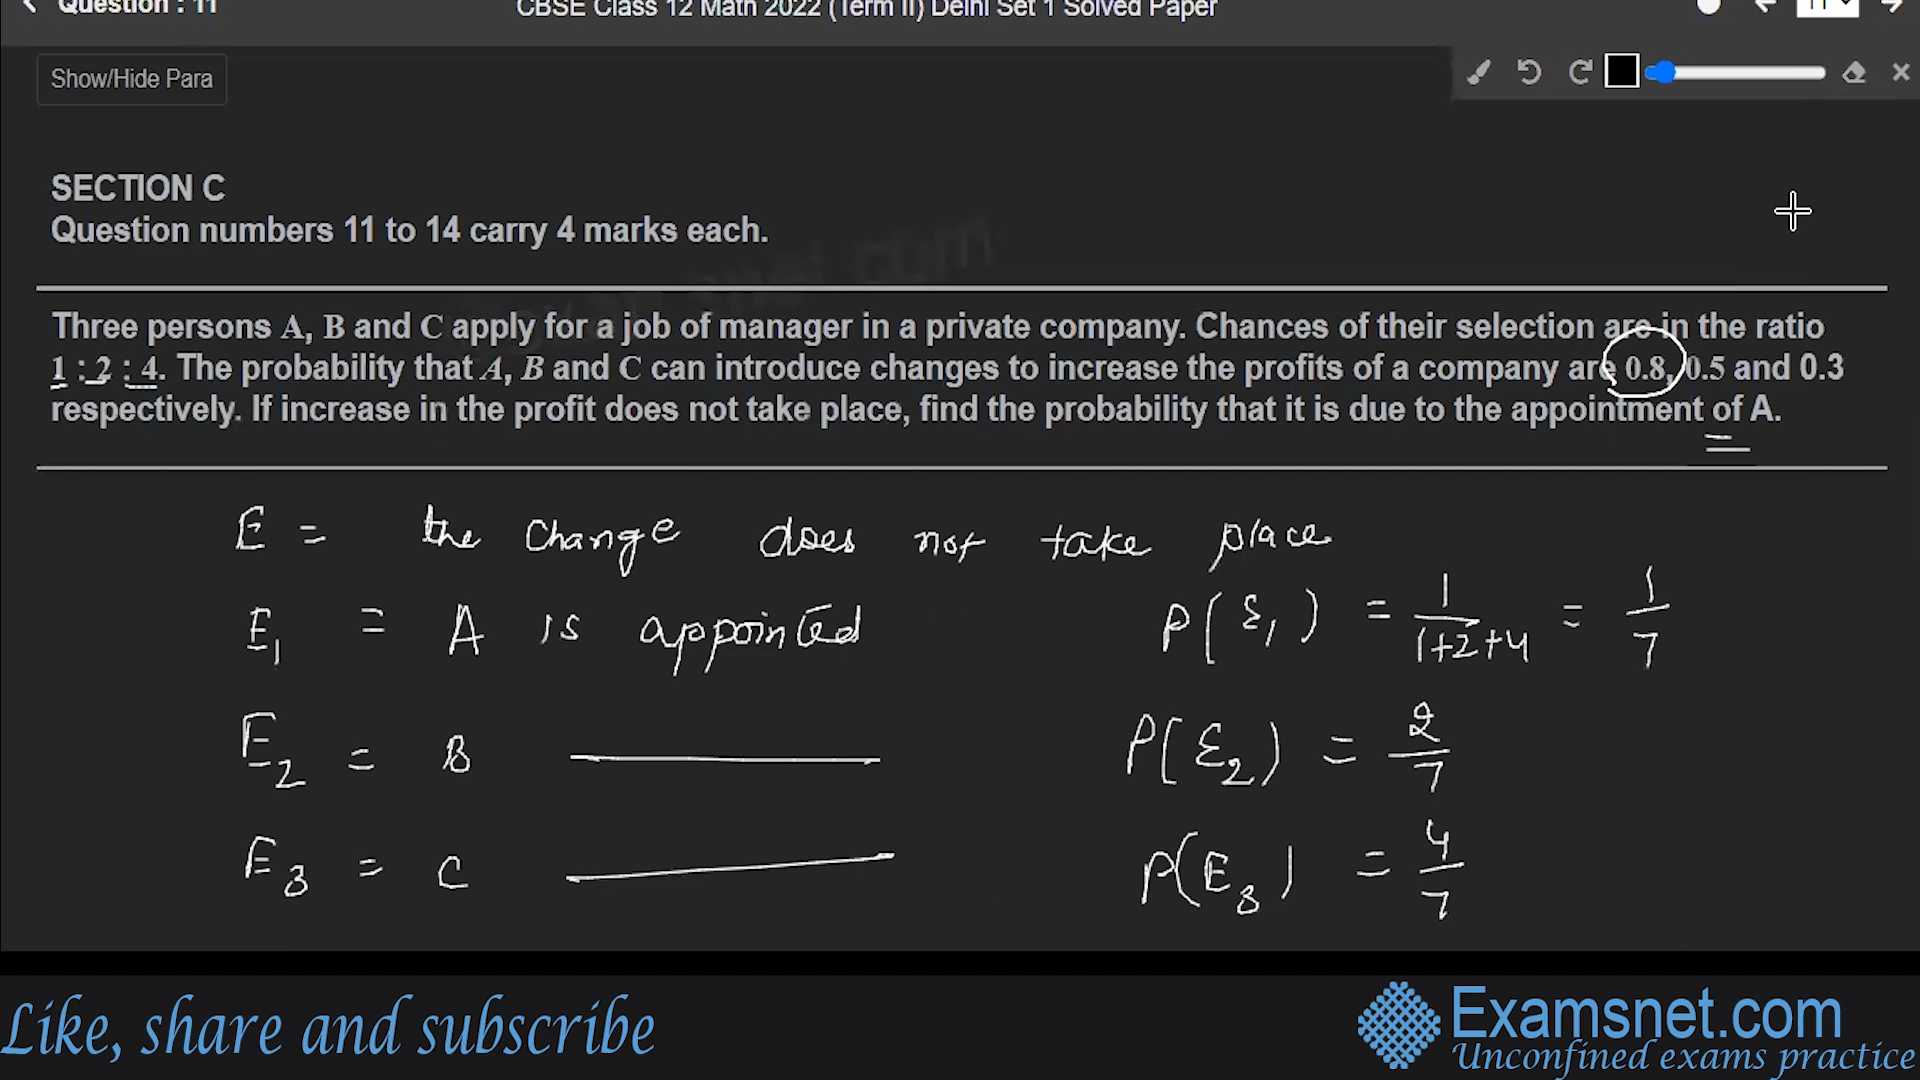 Question : 11
CBSE Class 12 Math 2022 (Term II) Delhi Set 1 Solved Paper
11
Show/Hide Para
SECTION C
Question numbers 11 to 14 carry 4 marks each.
Three persons A, B and C apply for a job of manager in a private company. Chances of their selection are in the ratio
1 : 2 : 4. The probability that A, B and C can introduce changes to increase the profits of a company are 0.8, 0.5 and 0.3
respectively. If increase in the profit does not take place, find the probability that it is due to the appointment of A.
E = the change does not take place
E₁ = A is appointed P(E₁) = 1/(1+2+4) = 1/7
E₂ = B ——— P(E₂) = 2/7
E₃ = C ——— P(E₃) = 4/7
Like, share and subscribe
Examsnet.com
Unconfined exams practice